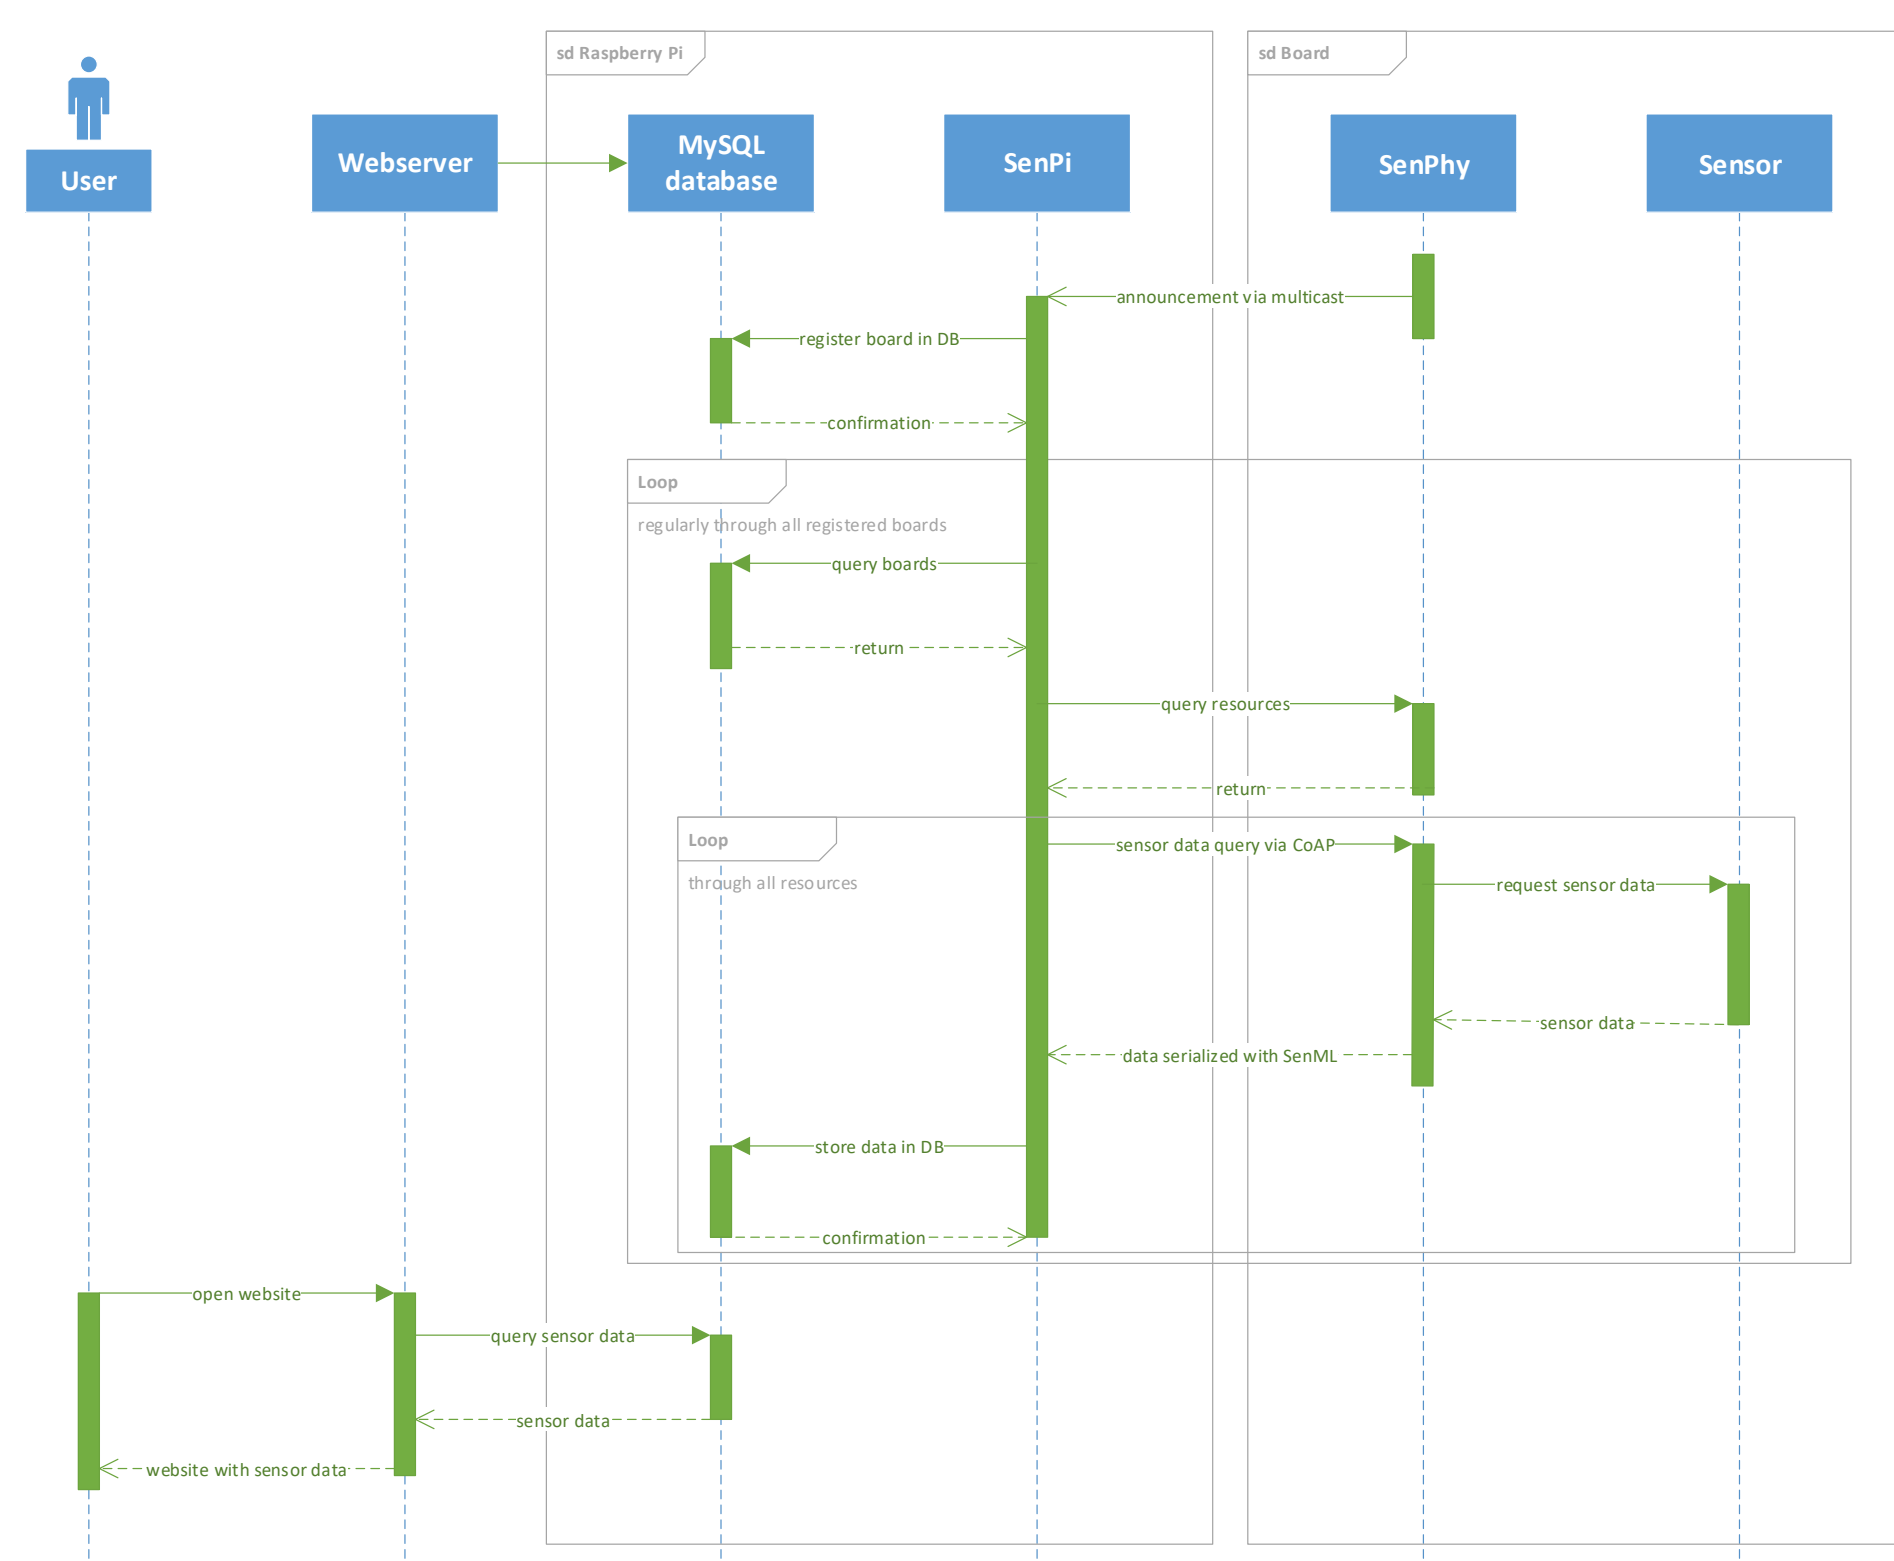 sd Raspberry Pi
sd Board
User
Webserver
MySQL
database
SenPi
SenPhy
Sensor
announcement via multicast
register board in DB
confirmation
Loop
regularly through all registered boards
query boards
return
query resources
return
Loop
through all resources
sensor data query via CoAP
request sensor data
sensor data
data serialized with SenML
store data in DB
confirmation
open website
query sensor data
sensor data
website with sensor data